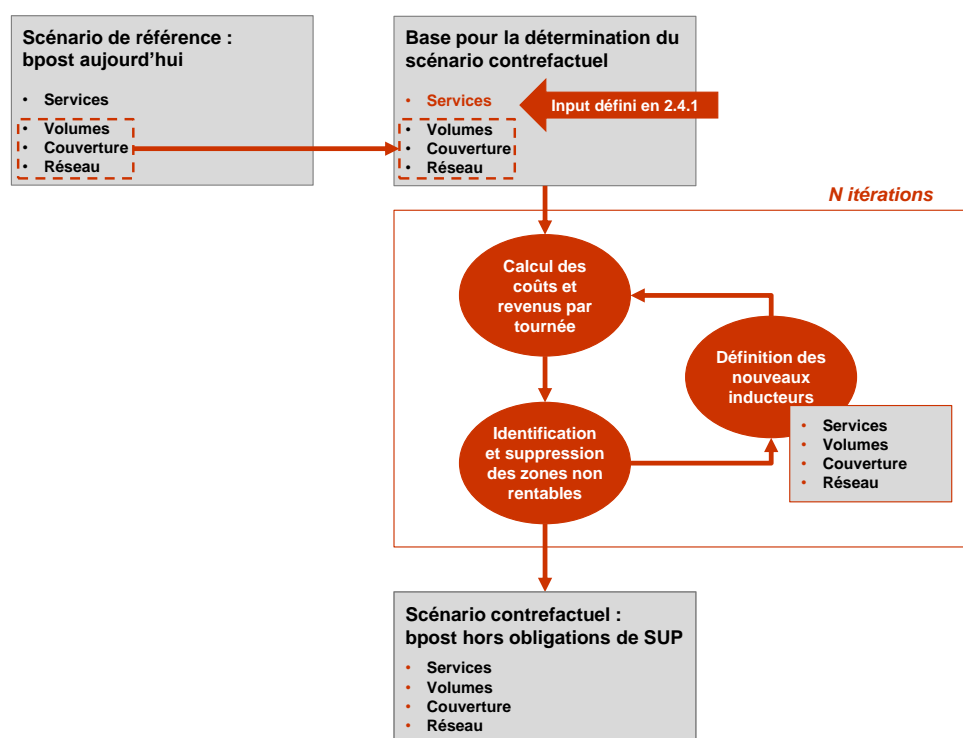 Scénario de référence :
bpost aujourd'hui
• Services
• Volumes
• Couverture
• Réseau
Base pour la détermination du
scénario contrefactuel
• Services
Input défini en 2.4.1
• Volumes
• Couverture
• Réseau
N itérations
Calcul des
coûts et
revenus par
tournée
Définition des
nouveaux
inducteurs
• Services
• Volumes
• Couverture
• Réseau
Identification
et suppression
des zones non
rentables
Scénario contrefactuel :
bpost hors obligations de SUP
• Services
• Volumes
• Couverture
• Réseau